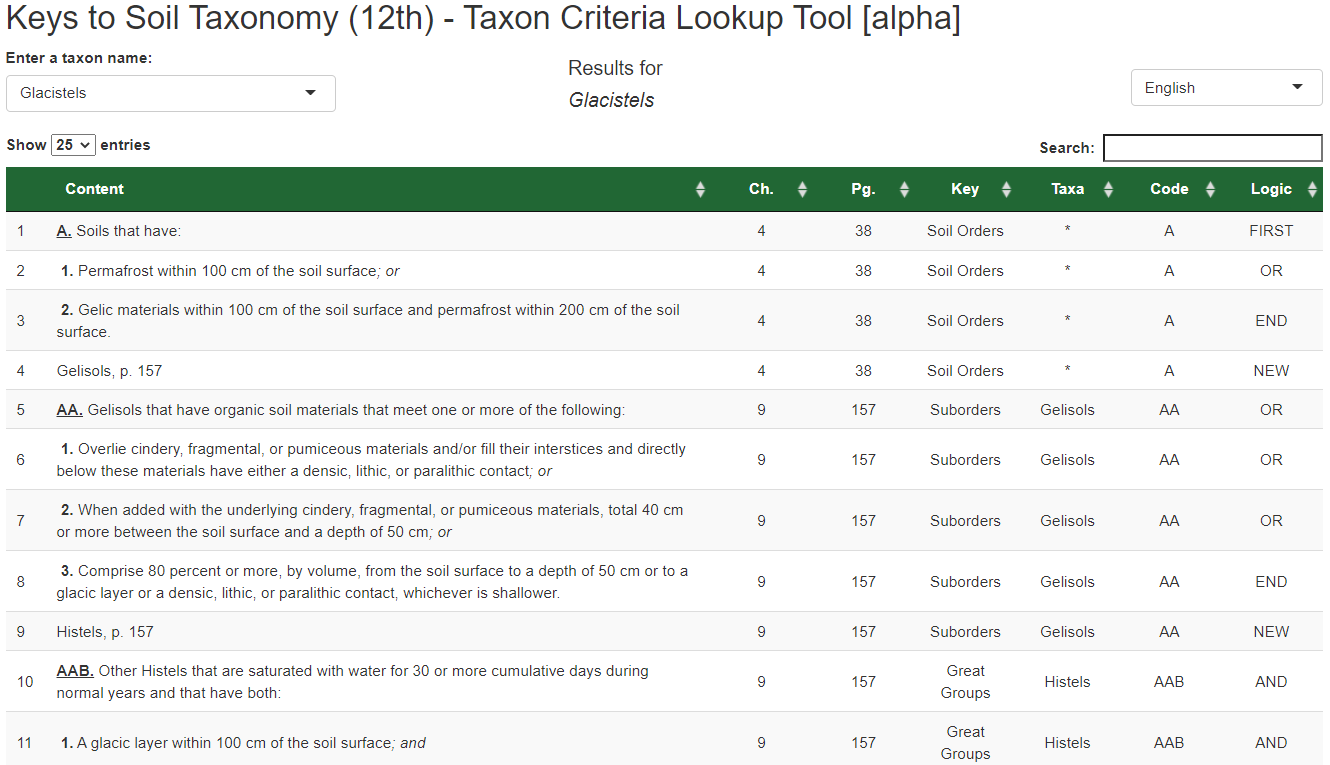 Keys to Soil Taxonomy (12th) - Taxon Criteria Lookup Tool [alpha]
Enter a taxon name:
Glacistels
Results for
Glacistels
English
Show 25 entries
Search:
Content Ch. Pg. Key Taxa Code Logic
1 A. Soils that have: 4 38 Soil Orders * A FIRST
2 1. Permafrost within 100 cm of the soil surface; or 4 38 Soil Orders * A OR
3 2. Gelic materials within 100 cm of the soil surface and permafrost within 200 cm of the soil
surface. 4 38 Soil Orders * A END
4 Gelisols, p. 157 4 38 Soil Orders * A NEW
5 AA. Gelisols that have organic soil materials that meet one or more of the following: 9 157 Suborders Gelisols AA OR
6 1. Overlie cindery, fragmental, or pumiceous materials and/or fill their interstices and directly
below these materials have either a densic, lithic, or paralithic contact; or 9 157 Suborders Gelisols AA OR
7 2. When added with the underlying cindery, fragmental, or pumiceous materials, total 40 cm
or more between the soil surface and a depth of 50 cm; or 9 157 Suborders Gelisols AA OR
8 3. Comprise 80 percent or more, by volume, from the soil surface to a depth of 50 cm or to a
glacic layer or a densic, lithic, or paralithic contact, whichever is shallower. 9 157 Suborders Gelisols AA END
9 Histels, p. 157 9 157 Suborders Gelisols AA NEW
10 AAB. Other Histels that are saturated with water for 30 or more cumulative days during
normal years and that have both: 9 157 Great Groups Histels AAB AND
11 1. A glacic layer within 100 cm of the soil surface; and 9 157 Great Groups Histels AAB AND